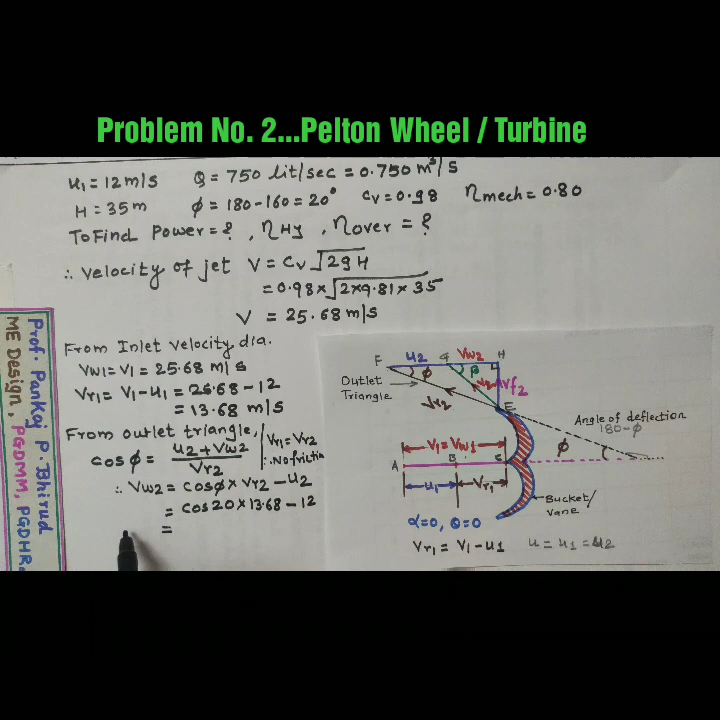 Problem No. 2...Pelton Wheel / Turbine
u1 = 12 m/s Q = 750 lit/sec = 0.750 m³/s
H = 35 m ϕ = 180-160 = 20° Cv = 0.98 ηmech = 0.80
To Find Power = ?, ηHy, ηover = ?
∴ Velocity of jet V = Cv √2gH
= 0.98 × √2×9.81×35
V = 25.68 m/s
From Inlet Velocity dia.
Vw1 = V1 = 25.68 m/s
Vr1 = V1 - u1 = 25.68 - 12
= 13.68 m/s
From outlet triangle,
cos ϕ = u2 + Vw2 / Vr2
Vr1 = Vr2
∴ No friction
∴ Vw2 = cosϕ × Vr2 - u2
= cos 20 × 13.68 - 12
=
Prof. Pankaj P. Bhirud
ME Design, PGDMM, PGDHR.
F u2 G Vw2 H
ϕ β
Outlet
Triangle
V2 Vf2
Vr2
E
Angle of deflection
180-ϕ
V1 = Vw1
ϕ
A B C
u1 Vr1
Bucket/
vane
α=0, θ=0
Vr1 = V1 - u1 u = u1 = u2